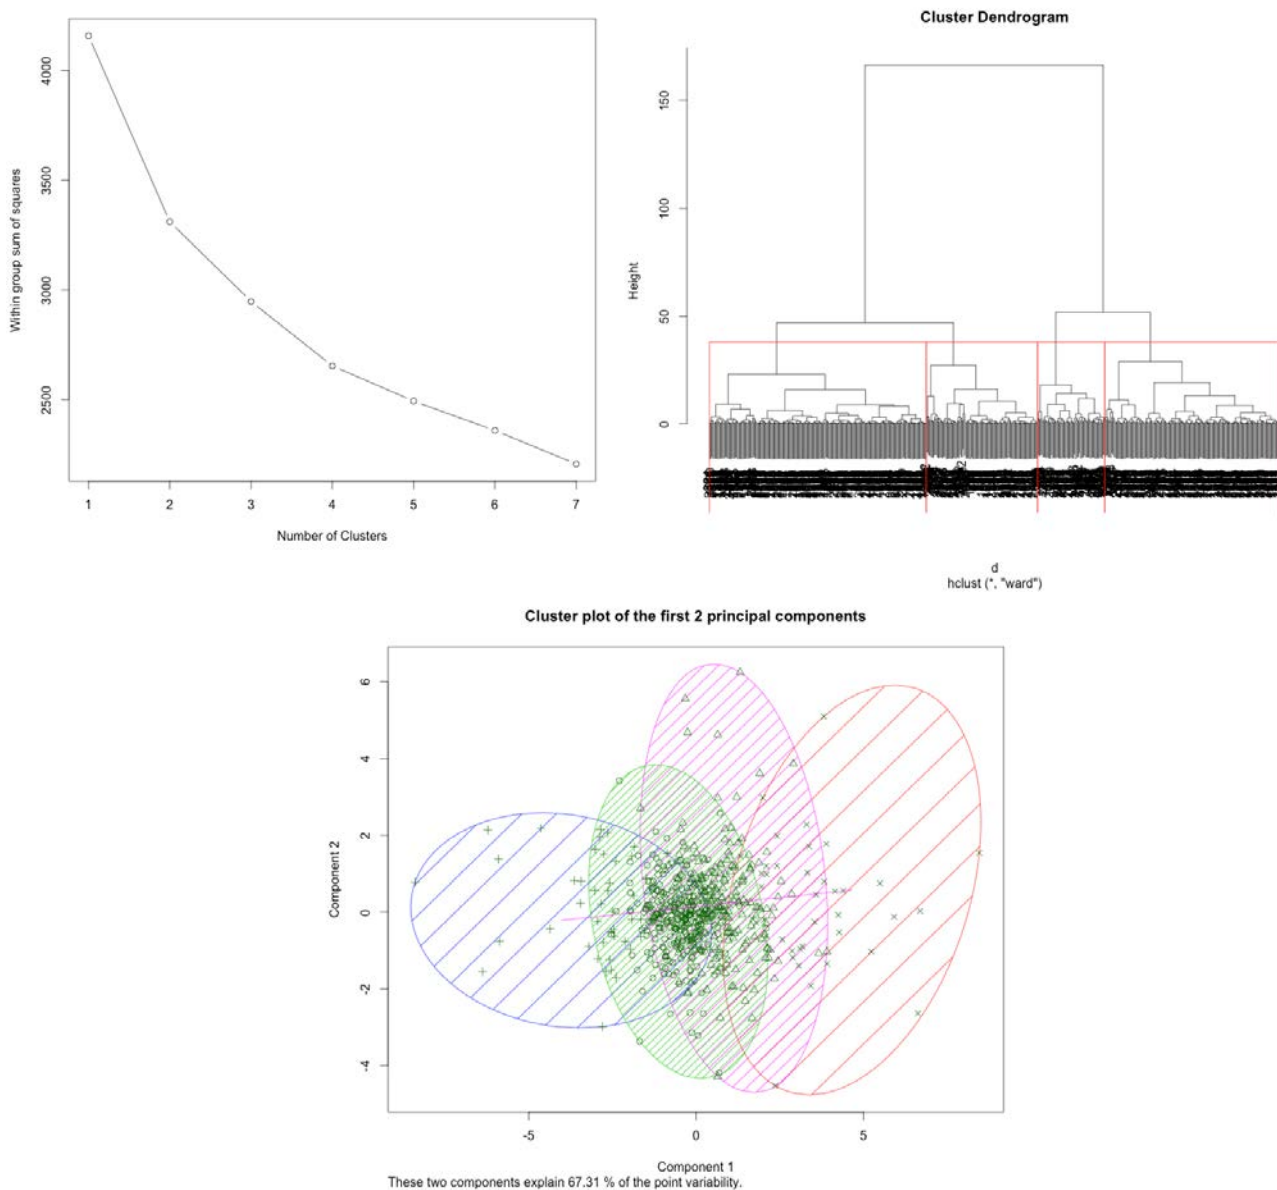 Within group sum of squares
4000
3500
3000
2500
1 2 3 4 5 6 7
Number of Clusters
Cluster Dendrogram
Height
150
100
50
0
d
hclust (*, "ward")
Cluster plot of the first 2 principal components
Component 2
6
4
2
0
-2
-4
-5 0 5
Component 1
These two components explain 67.31 % of the point variability.